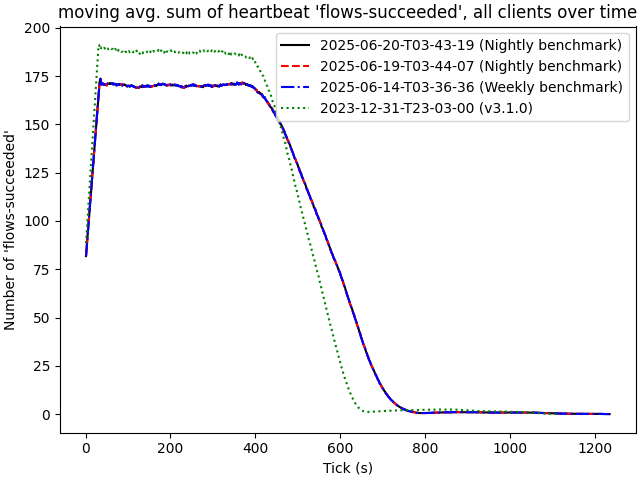 moving avg. sum of heartbeat 'flows-succeeded', all clients over time
Number of 'flows-succeeded'
200
175
150
125
100
75
50
25
0
2025-06-20-T03-43-19 (Nightly benchmark)
2025-06-19-T03-44-07 (Nightly benchmark)
2025-06-14-T03-36-36 (Weekly benchmark)
2023-12-31-T23-03-00 (v3.1.0)
0 200 400 600 800 1000 1200
Tick (s)